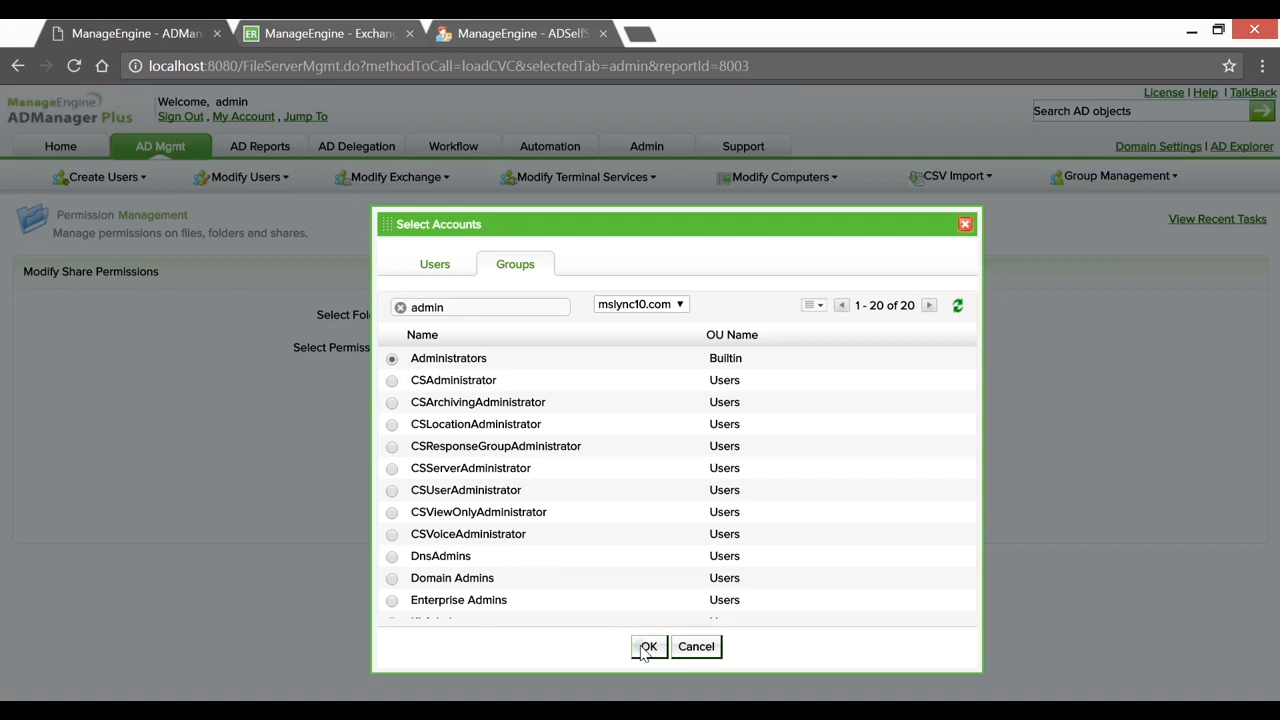 ManageEngine - ADMan
ManageEngine - Exchan
ManageEngine - ADSelfS
localhost:8080/FileServerMgmt.do?methodToCall=loadCVC&selectedTab=admin&reportId=8003
ManageEngine
ADManager Plus
Welcome, admin
Sign Out , My Account , Jump To
License | Help | TalkBack
Search AD objects
Home
AD Mgmt
AD Reports
AD Delegation
Workflow
Automation
Admin
Support
Domain Settings | AD Explorer
Create Users
Modify Users
Modify Exchange
Modify Terminal Services
Modify Computers
CSV Import
Group Management
Permission Management
Manage permissions on files, folders and shares.
View Recent Tasks
Modify Share Permissions
Select Fol
Select Permiss
Select Accounts
Users
Groups
admin
mslync10.com
1 - 20 of 20
Name OU Name
Administrators Builtin
CSAdministrator Users
CSArchivingAdministrator Users
CSLocationAdministrator Users
CSResponseGroupAdministrator Users
CSServerAdministrator Users
CSUserAdministrator Users
CSViewOnlyAdministrator Users
CSVoiceAdministrator Users
DnsAdmins Users
Domain Admins Users
Enterprise Admins Users
OK Cancel